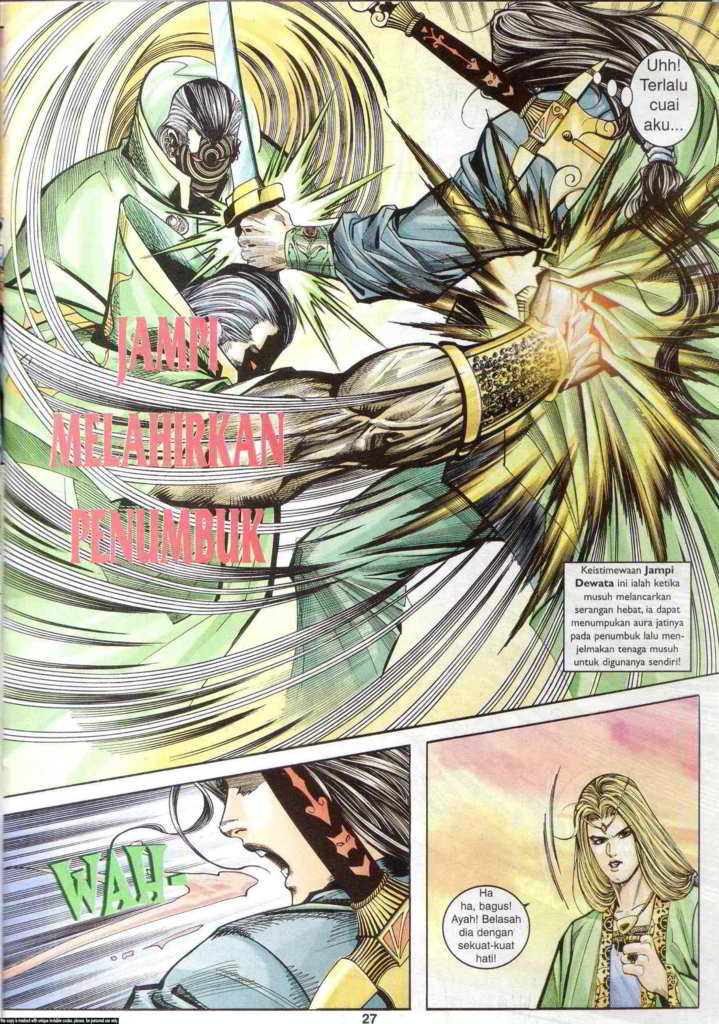 Uhh!
Terlalu
cuai
aku...
JAMPI
MELAHIRKAN
PENUMBUK
Keistimewaan Jampi
Dewata ini ialah ketika
musuh melancarkan
serangan hebat, ia dapat
menumpukan aura jatinya
pada penumbuk lalu men-
jelmakan tenaga musuh
untuk digunanya sendiri!
WAH-
Ha
ha, bagus!
Ayah! Belasah
dia dengan
sekuat-kuat
hati!
27